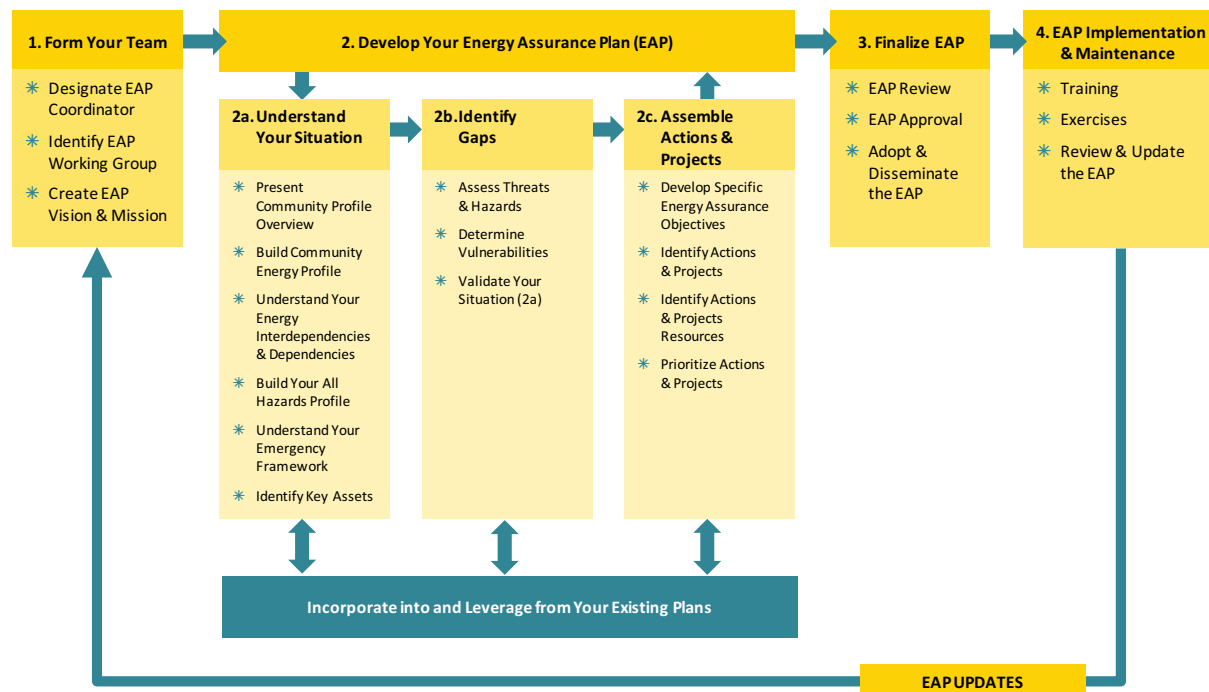 1. Form Your Team
✳ Designate EAP
Coordinator
✳ Identify EAP
Working Group
✳ Create EAP
Vision & Mission
2. Develop Your Energy Assurance Plan (EAP)
2a. Understand
Your Situation
✳ Present
Community Profile
Overview
✳ Build Community
Energy Profile
✳ Understand Your
Energy
Interdependencies
& Dependencies
✳ Build Your All
Hazards Profile
✳ Understand Your
Emergency
Framework
✳ Identify Key Assets
2b. Identify
Gaps
✳ Assess Threats
& Hazards
✳ Determine
Vulnerabilities
✳ Validate Your
Situation (2a)
2c. Assemble
Actions &
Projects
✳ Develop Specific
Energy Assurance
Objectives
✳ Identify Actions
& Projects
✳ Identify Actions
& Projects
Resources
✳ Prioritize Actions
& Projects
Incorporate into and Leverage from Your Existing Plans
3. Finalize EAP
✳ EAP Review
✳ EAP Approval
✳ Adopt &
Disseminate
the EAP
4. EAP Implementation
& Maintenance
✳ Training
✳ Exercises
✳ Review & Update
the EAP
EAP UPDATES